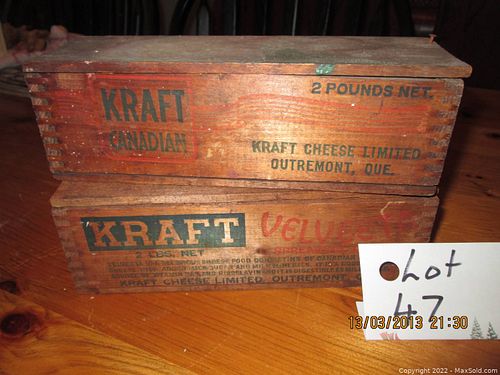 2 POUNDS NET.
KRAFT
CANADIAN
KRAFT CHEESE LIMITED
OUTREMONT, QUE.
KRAFT VELVEETA
2 LBS. NET
KRAFT CHEESE LIMITED, OUTREMONT,
Lot
47
13/03/2013 21:30
Copyright 2022 - MaxSold.com